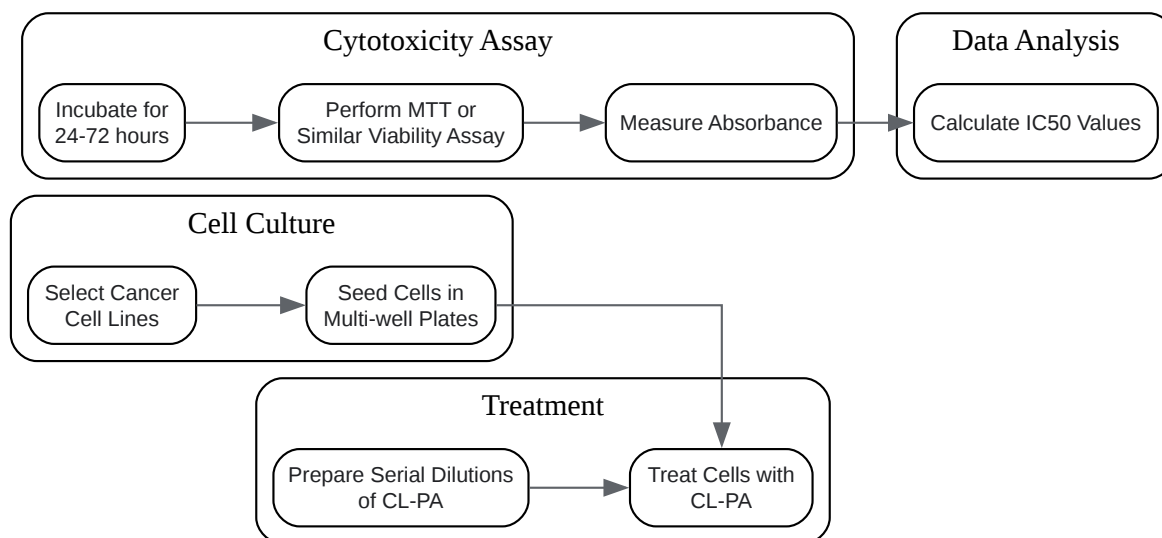 Cytotoxicity Assay
Incubate for
24-72 hours
Perform MTT or
Similar Viability Assay
Measure Absorbance
Data Analysis
Calculate IC50 Values
Cell Culture
Select Cancer
Cell Lines
Seed Cells in
Multi-well Plates
Treatment
Prepare Serial Dilutions
of CL-PA
Treat Cells with
CL-PA